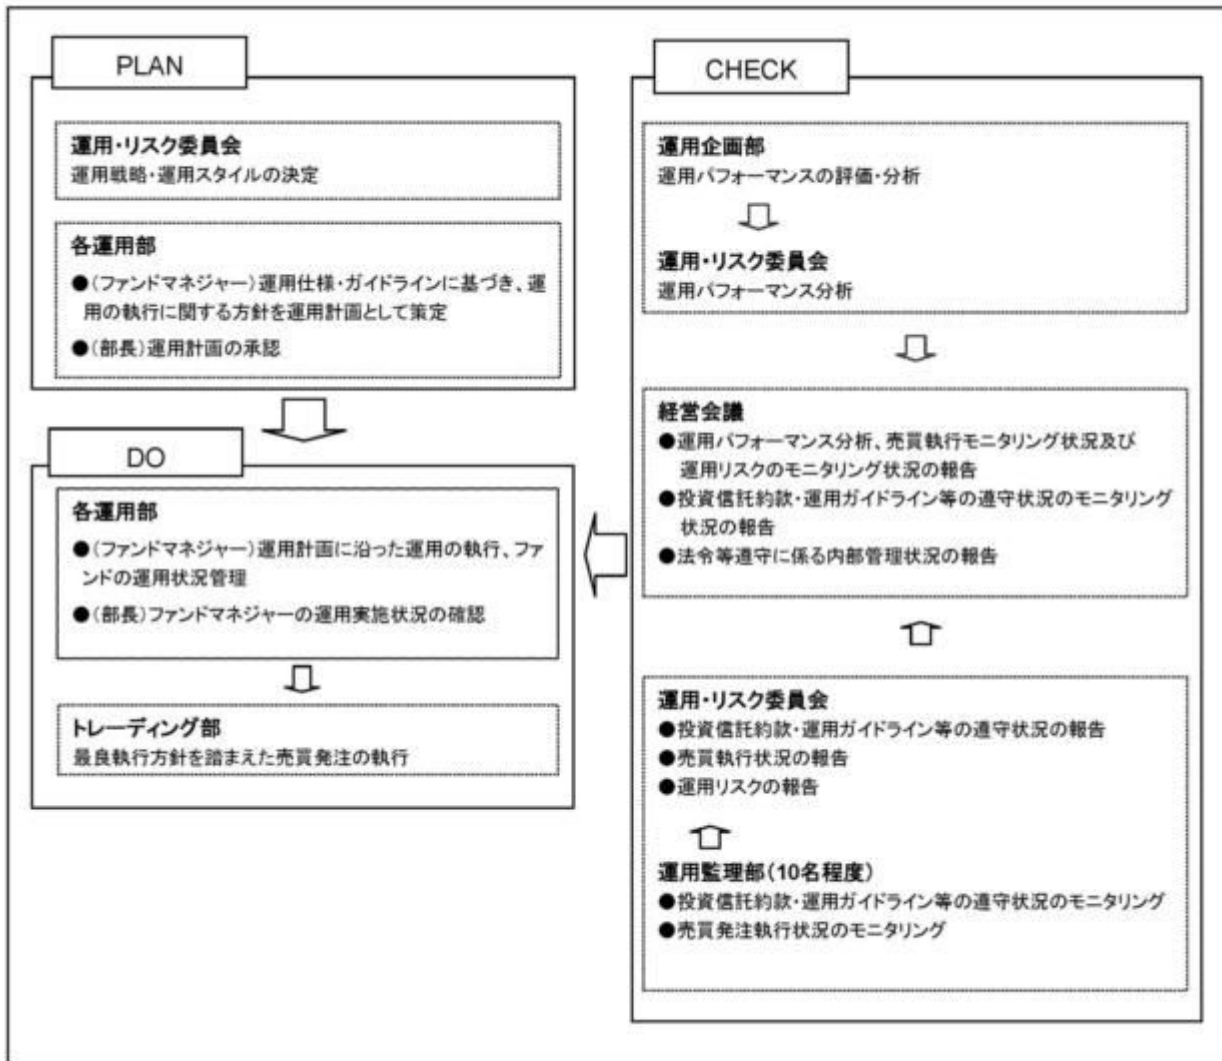 PLAN
運用・リスク委員会
運用戦略・運用スタイルの決定
各運用部
●(ファンドマネジャー)運用仕様・ガイドラインに基づき、運
用の執行に関する方針を運用計画として策定
●(部長)運用計画の承認
DO
各運用部
●(ファンドマネジャー)運用計画に沿った運用の執行、ファ
ンドの運用状況管理
●(部長)ファンドマネジャーの運用実施状況の確認
トレーディング部
最良執行方針を踏まえた売買発注の執行
CHECK
運用企画部
運用パフォーマンスの評価・分析
運用・リスク委員会
運用パフォーマンス分析
経営会議
●運用パフォーマンス分析、売買執行モニタリング状況及び
運用リスクのモニタリング状況の報告
●投資信託約款・運用ガイドライン等の遵守状況のモニタリング
状況の報告
●法令等遵守に係る内部管理状況の報告
運用・リスク委員会
●投資信託約款・運用ガイドライン等の遵守状況の報告
●売買執行状況の報告
●運用リスクの報告
運用監理部(10名程度)
●投資信託約款・運用ガイドライン等の遵守状況のモニタリング
●売買発注執行状況のモニタリング